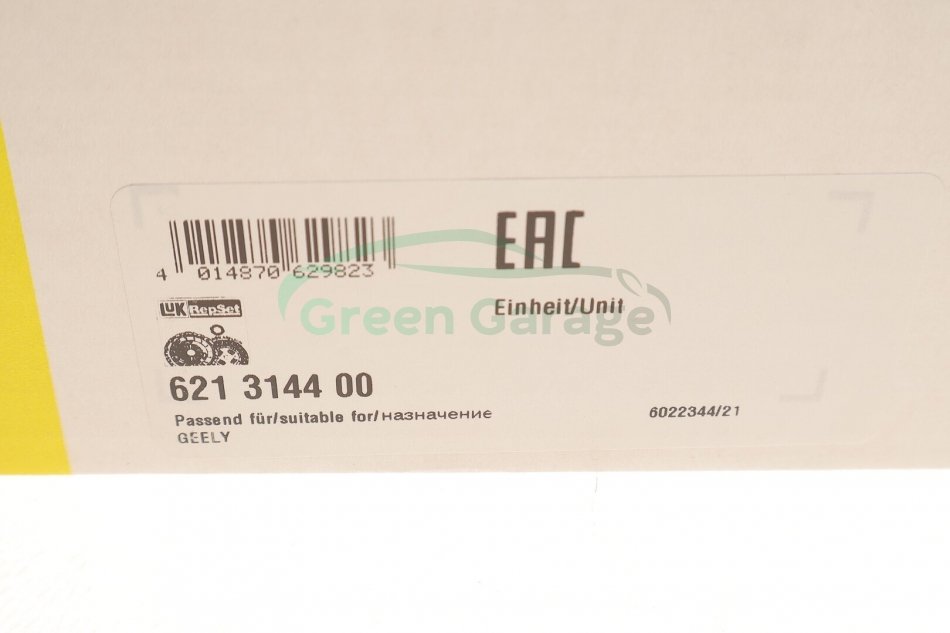 EAC
4 014870 629823
Einheit/Unit
LUK RepSet
Green Garage
621 3144 00
Passend für/suitable for/назначение
6022344/21
GEELY